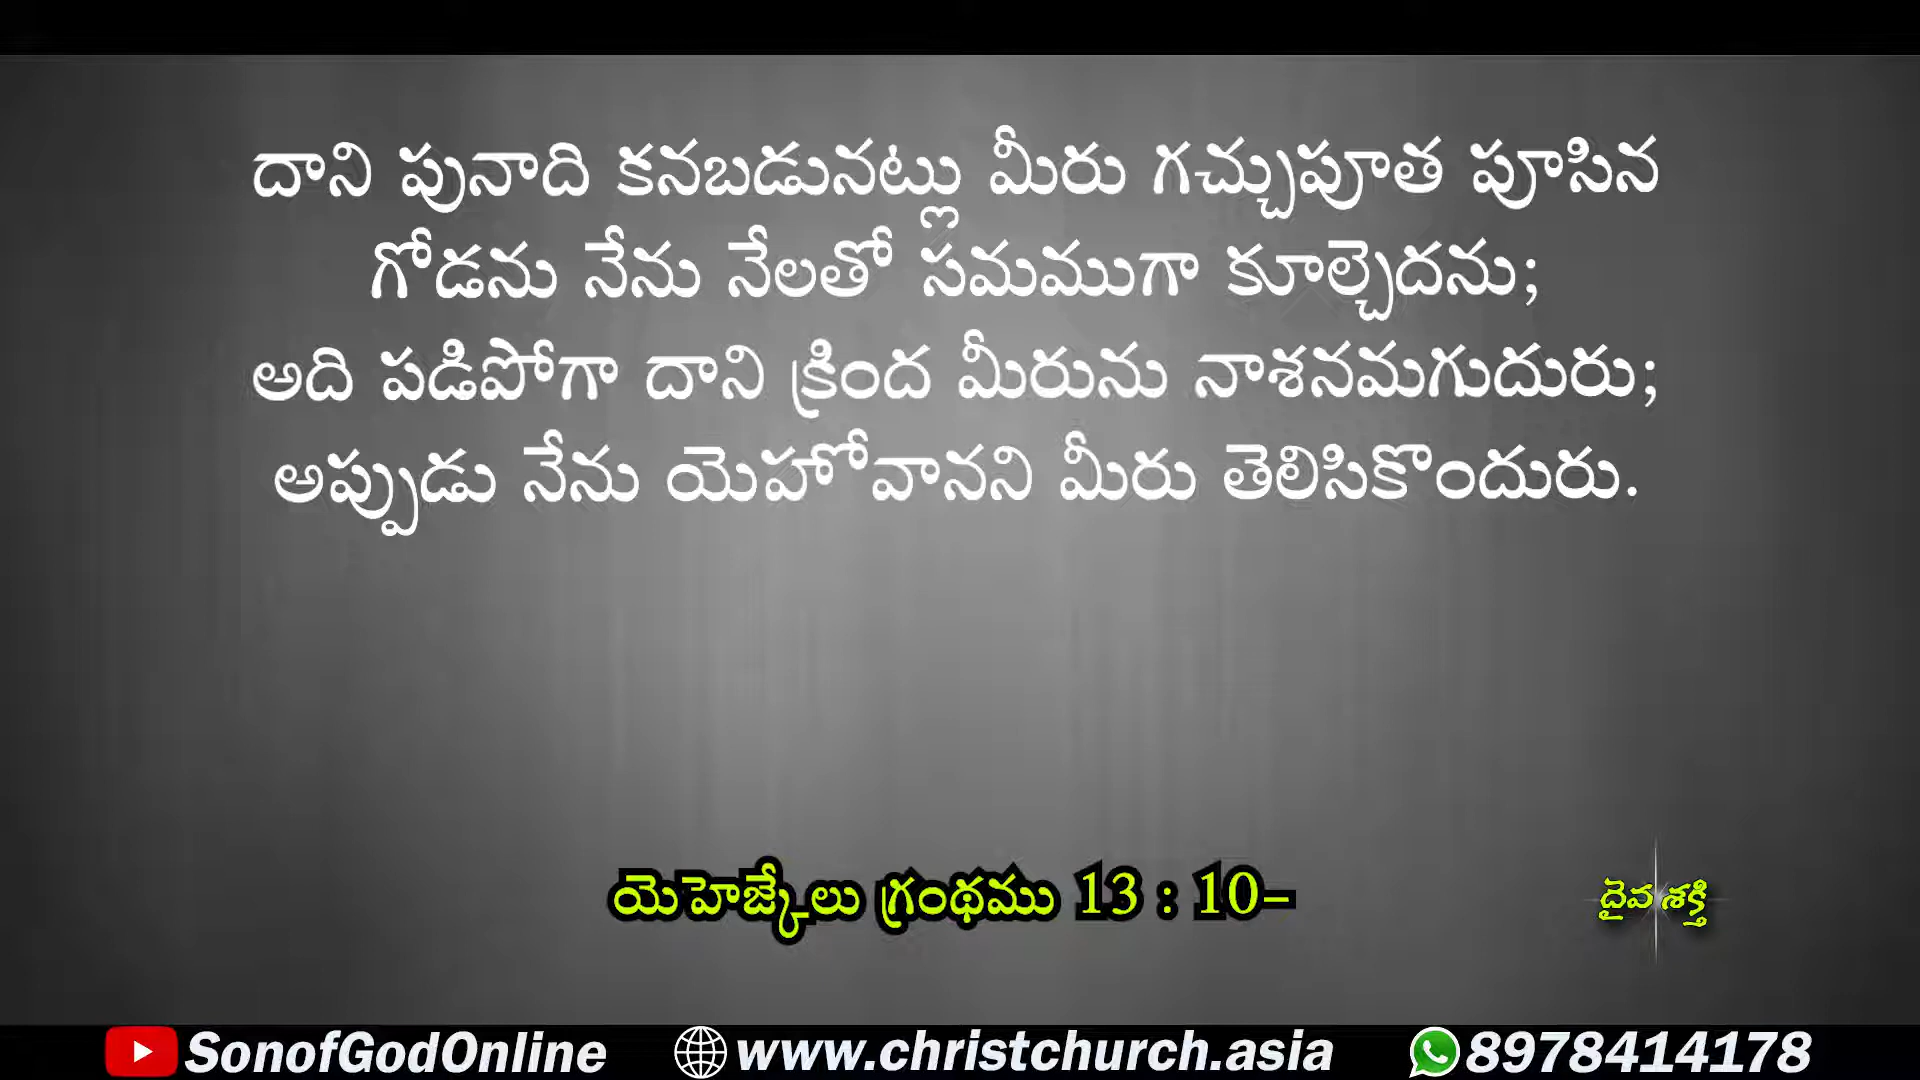 దాని పునాది కనబడునట్లు మీరు గచ్చుపూత పూసిన
గోడను నేను నేలతో సమముగా కూల్చెదను;
అది పడిపోగా దాని క్రింద మీరును నాశనమగుదురు;
అప్పుడు నేను యెహోవానని మీరు తెలిసికొందురు.
యెహెజ్కేలు గ్రంథము 13 : 10-
దైవ శక్తి
SonofGodOnline www.christchurch.asia 8978414178